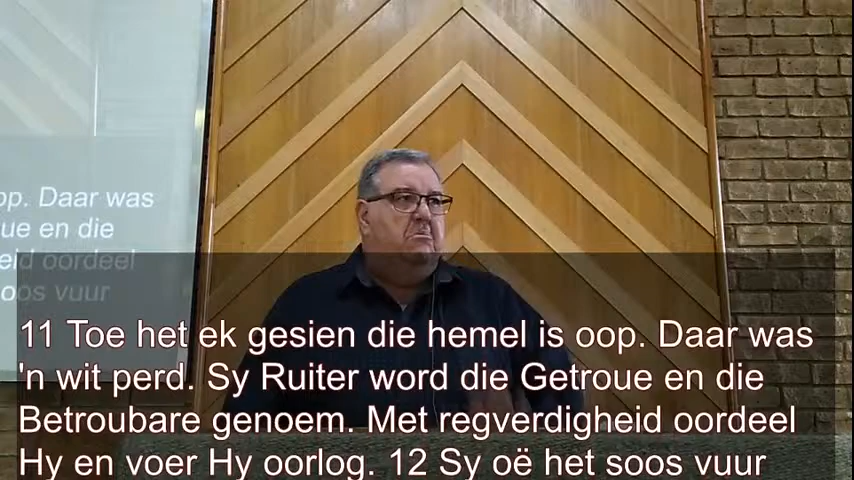 op. Daar was
ue en die
eid oordeel
oos vuur
11 Toe het ek gesien die hemel is oop. Daar was
'n wit perd. Sy Ruiter word die Getroue en die
Betroubare genoem. Met regverdigheid oordeel
Hy en voer Hy oorlog. 12 Sy oë het soos vuur